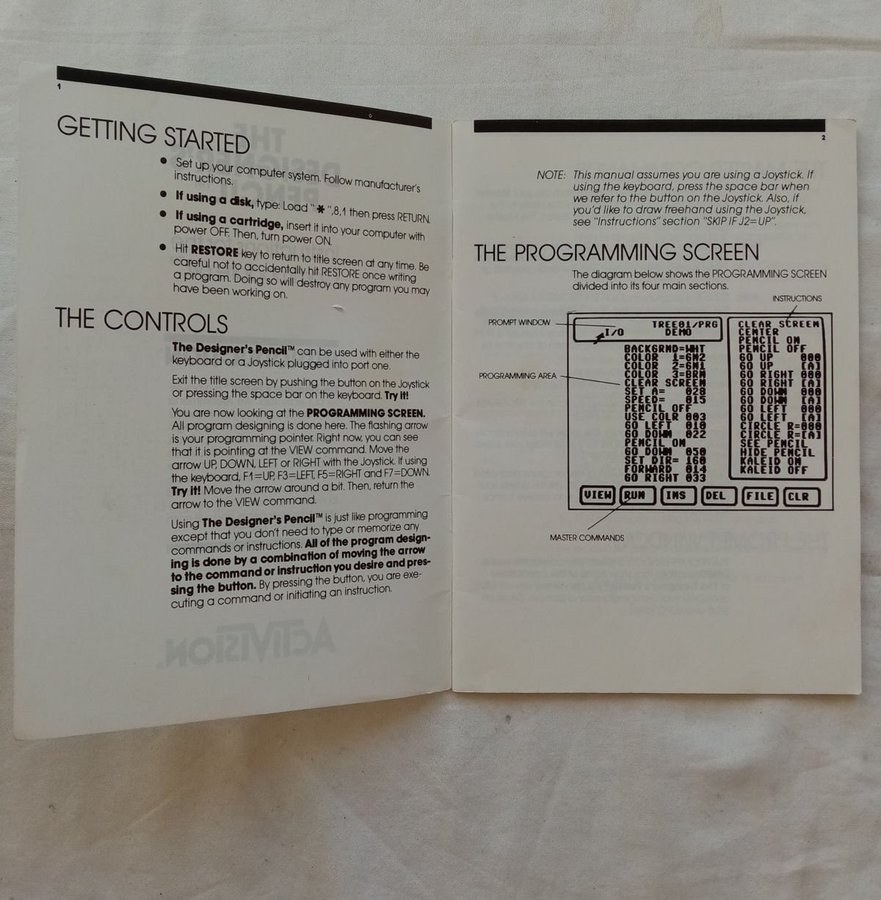 1
GETTING STARTED
● Set up your computer system. Follow manufacturer's
instructions.
● If using a disk, type: Load "*",8,1 then press RETURN.
● If using a cartridge, insert it into your computer with
power OFF. Then, turn power ON.
● Hit RESTORE key to return to title screen at any time. Be
careful not to accidentally hit RESTORE once writing
a program. Doing so will destroy any program you may
have been working on.
THE CONTROLS
The Designer's Pencil™ can be used with either the
keyboard or a Joystick plugged into port one.
Exit the title screen by pushing the button on the Joystick
or pressing the space bar on the keyboard. Try it!
You are now looking at the PROGRAMMING SCREEN.
All program designing is done here. The flashing arrow
is your programming pointer. Right now, you can see
that it is pointing at the VIEW command. Move the
arrow UP, DOWN, LEFT or RIGHT with the Joystick. If using
the keyboard, F1=UP, F3=LEFT, F5=RIGHT and F7=DOWN.
Try it! Move the arrow around a bit. Then, return the
arrow to the VIEW command.
Using The Designer's Pencil™ is just like programming
except that you don't need to type or memorize any
commands or instructions. All of the program design-
ing is done by a combination of moving the arrow
to the command or instruction you desire and pres-
sing the button. By pressing the button, you are exe-
cuting a command or initiating an instruction.
ACTIVISION
2
NOTE: This manual assumes you are using a Joystick. If
using the keyboard, press the space bar when
we refer to the button on the Joystick. Also, if
you'd like to draw freehand using the Joystick,
see "Instructions" section "SKIP IF J2=UP".
THE PROGRAMMING SCREEN
The diagram below shows the PROGRAMMING SCREEN
divided into its four main sections.
INSTRUCTIONS
PROMPT WINDOW
PROGRAMMING AREA
TREE01/PRG
I/O DEMO
BACKGRND=WHT
COLOR 1=GN2
COLOR 2=GN1
COLOR 3=BRN
CLEAR SCREEN
SET A= 028
SPEED= 015
PENCIL OFF
USE COLR 003
GO LEFT 010
GO DOWN 022
PENCIL ON
GO DOWN 050
SET DIR= 160
FORWARD 014
GO RIGHT 033
CLEAR SCREEN
CENTER
PENCIL ON
PENCIL OFF
GO UP 000
GO UP [A]
GO RIGHT 000
GO RIGHT [A]
GO DOWN 000
GO DOWN [A]
GO LEFT 000
GO LEFT [A]
CIRCLE R=000
CIRCLE R=[A]
SEE PENCIL
HIDE PENCIL
KALEID ON
KALEID OFF
VIEW RUN INS DEL FILE CLR
MASTER COMMANDS